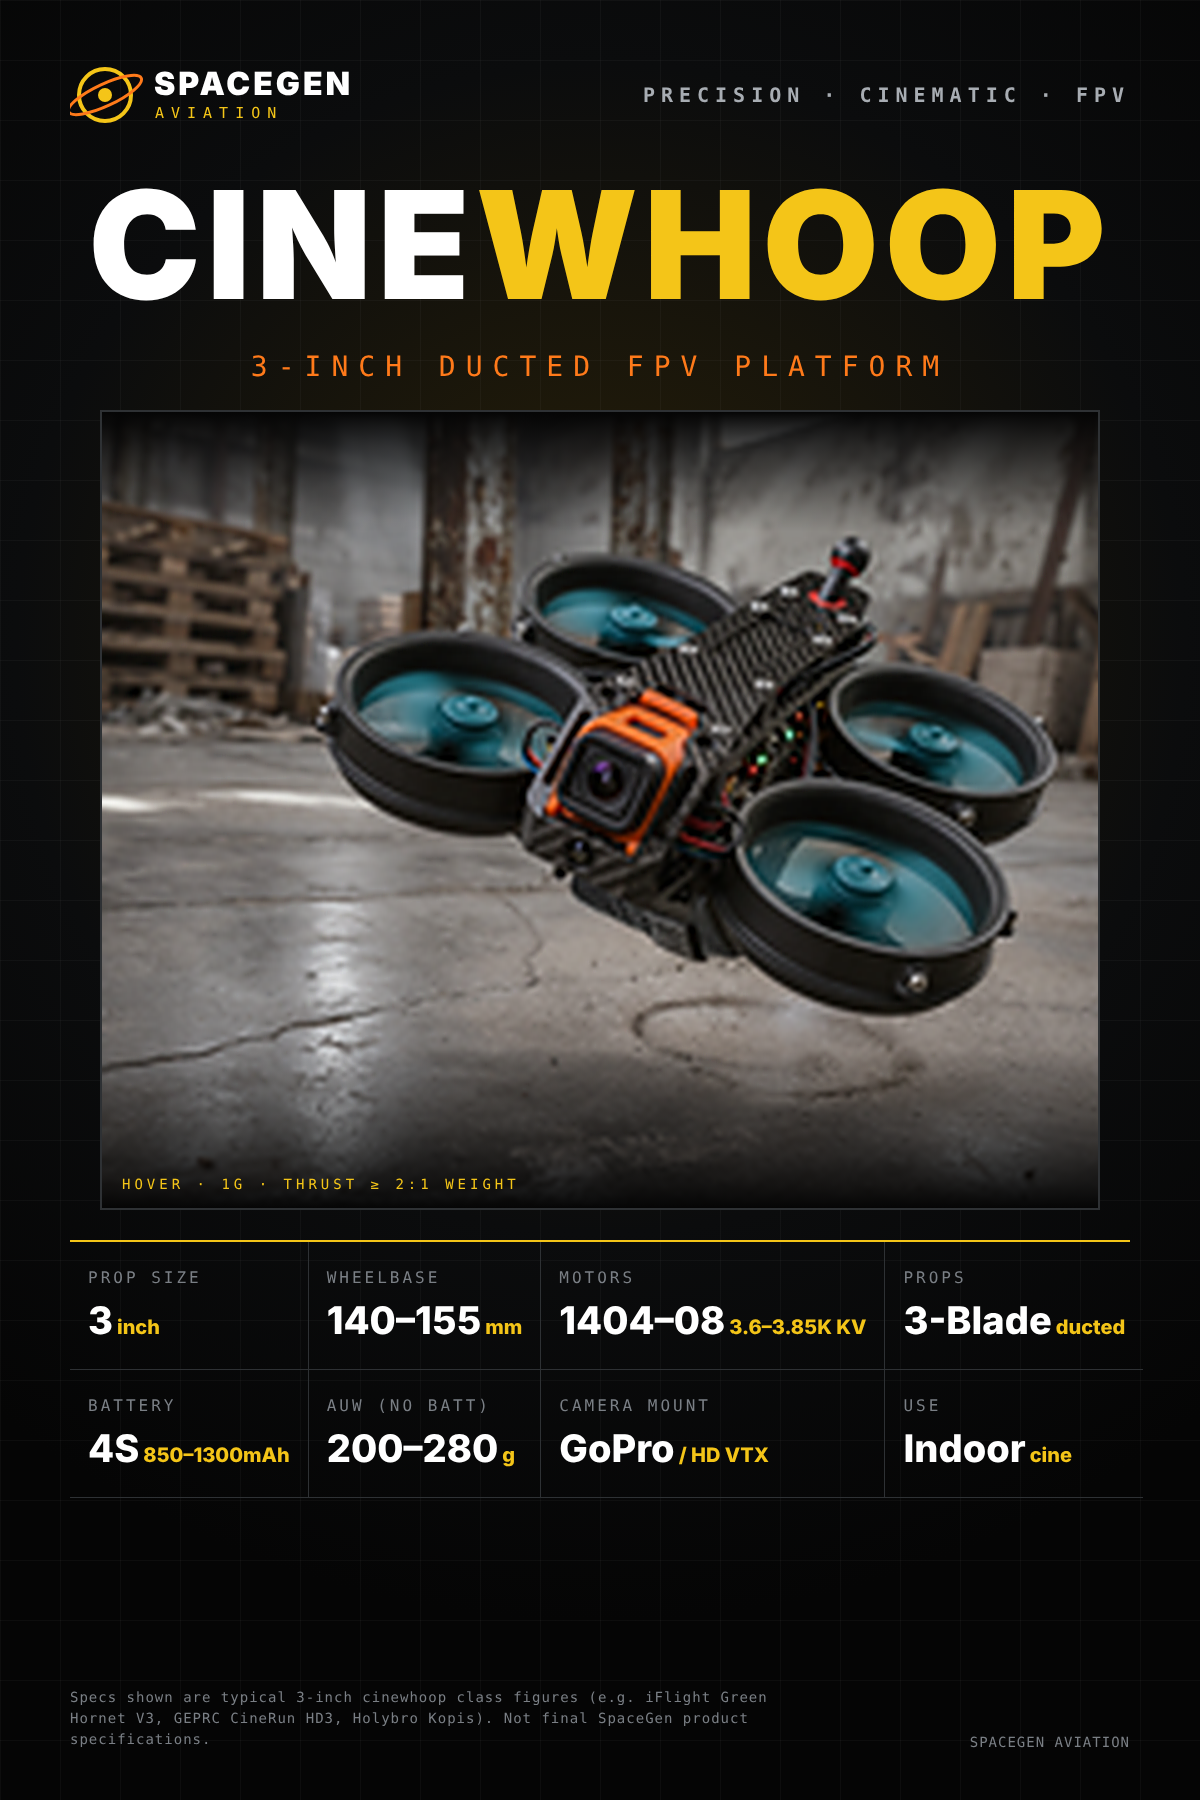 SPACEGEN
AVIATION
PRECISION · CINEMATIC · FPV
CINEWHOOP
3-INCH DUCTED FPV PLATFORM
HOVER · 1G · THRUST ≥ 2:1 WEIGHT
PROP SIZE
3 inch
WHEELBASE
140–155 mm
MOTORS
1404–08 3.6–3.85K KV
PROPS
3-Blade ducted
BATTERY
4S 850–1300mAh
AUW (NO BATT)
200–280 g
CAMERA MOUNT
GoPro / HD VTX
USE
Indoor cine
Specs shown are typical 3-inch cinewhoop class figures (e.g. iFlight Green
Hornet V3, GEPRC CineRun HD3, Holybro Kopis). Not final SpaceGen product
specifications.
SPACEGEN AVIATION